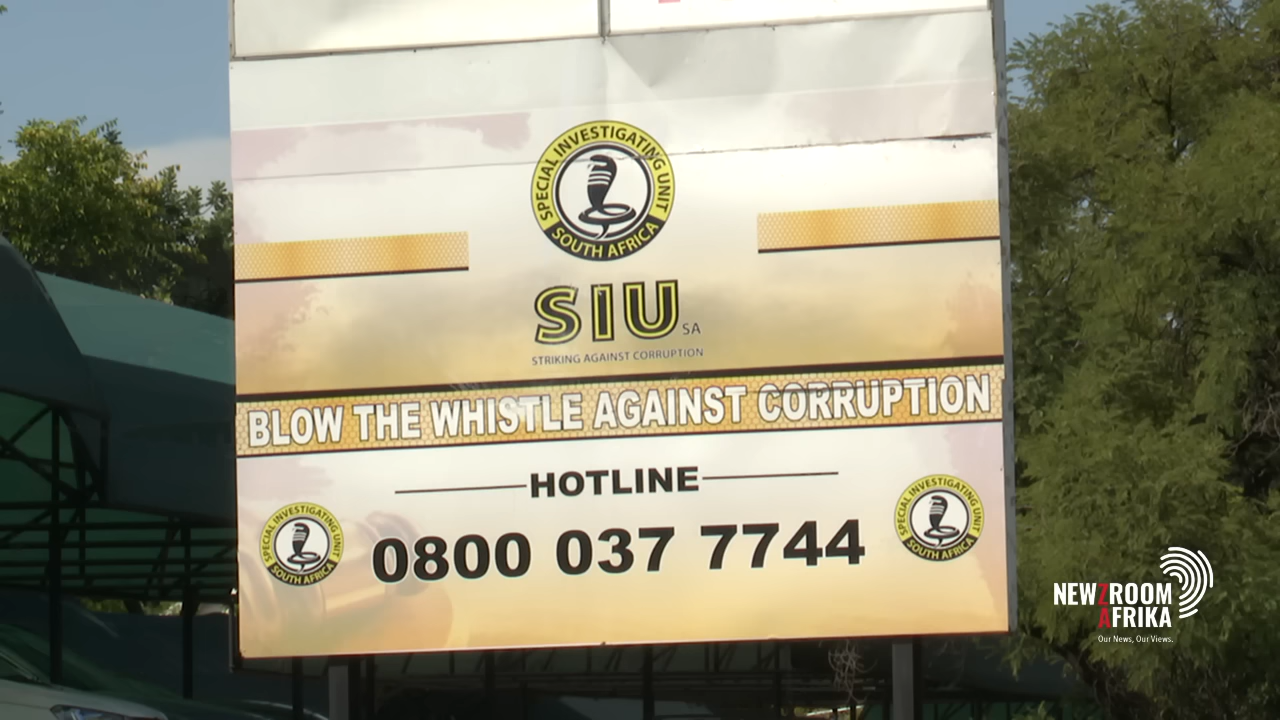 SPECIAL INVESTIGATING UNIT
SOUTH AFRICA
SIU SA
STRIKING AGAINST CORRUPTION
BLOW THE WHISTLE AGAINST CORRUPTION
HOTLINE
SPECIAL INVESTIGATING UNIT
SOUTH AFRICA
0800 037 7744
SPECIAL INVESTIGATING UNIT
SOUTH AFRICA
NEWZROOM
AFRIKA
Our News, Our Views.